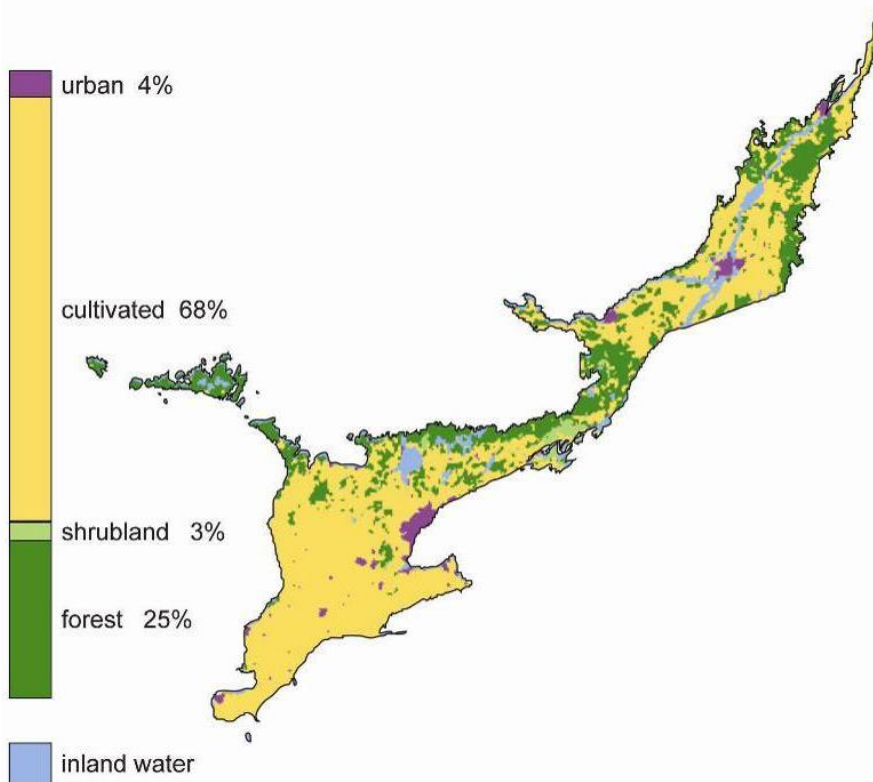 urban 4%
cultivated 68%
shrubland 3%
forest 25%
inland water